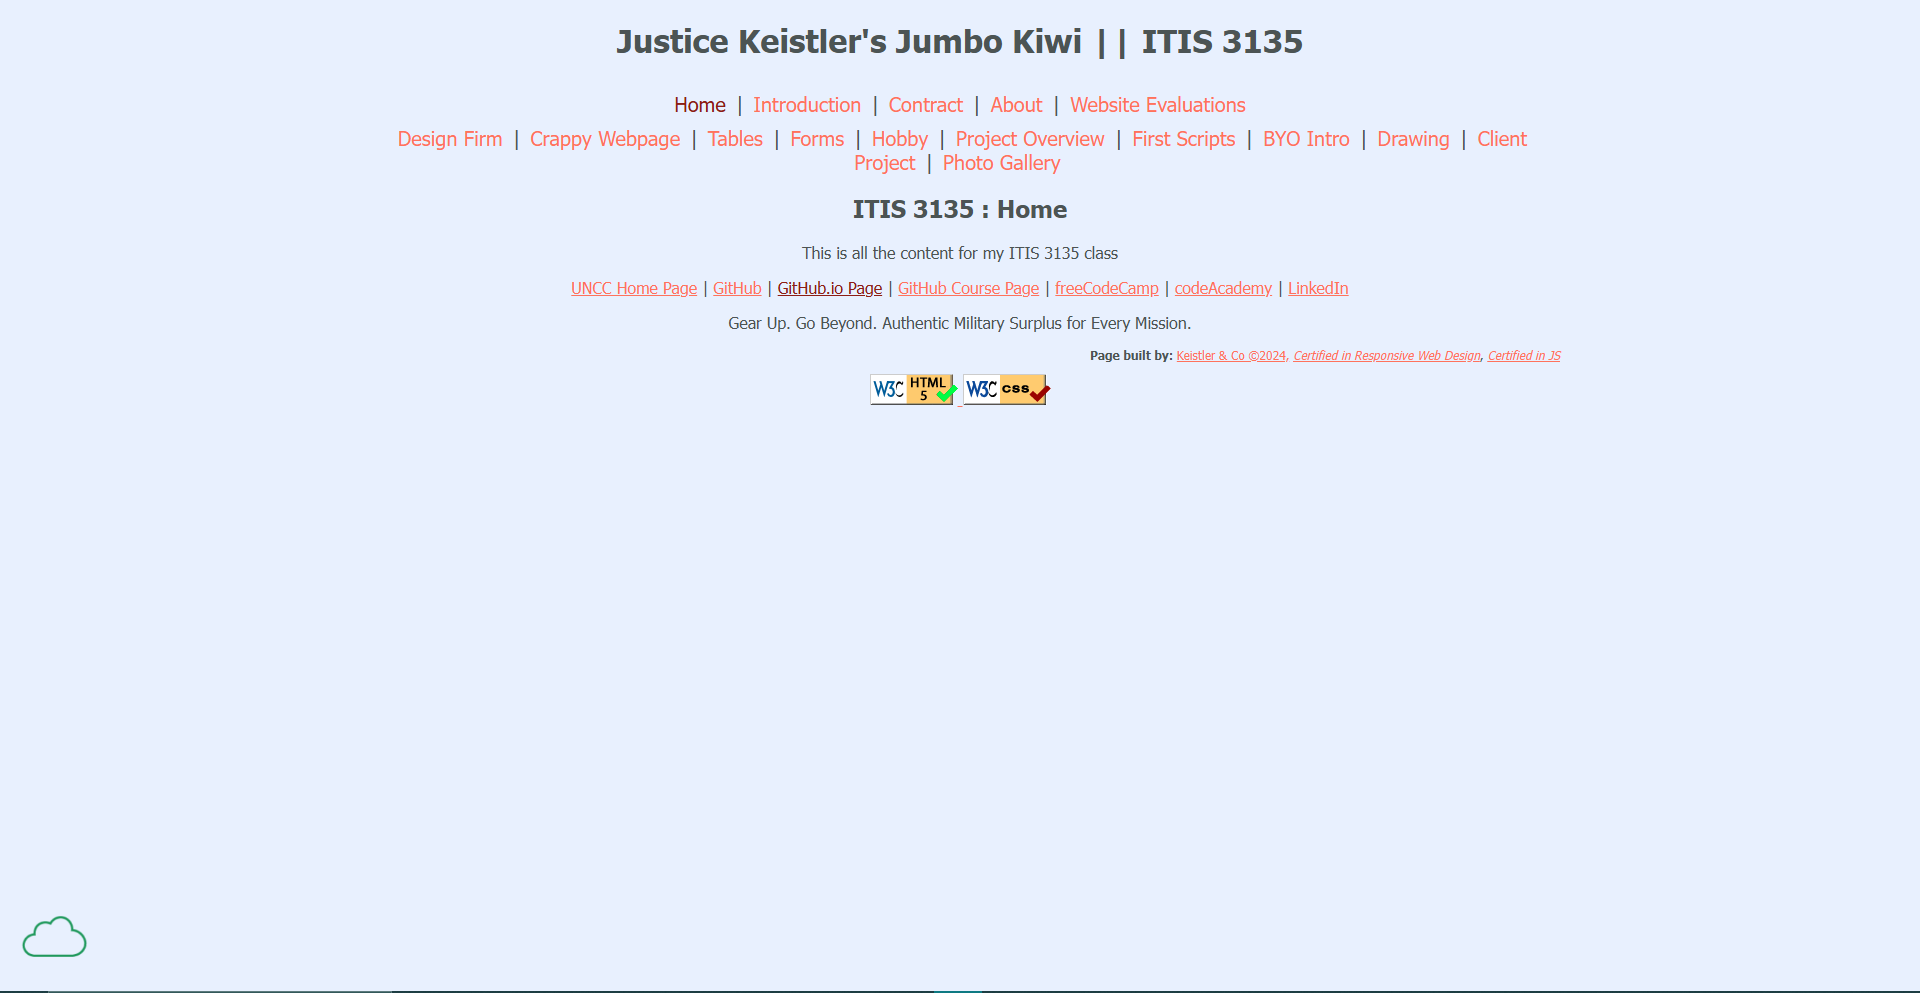 Justice Keistler's Jumbo Kiwi || ITIS 3135
Home | Introduction | Contract | About | Website Evaluations
Design Firm | Crappy Webpage | Tables | Forms | Hobby | Project Overview | First Scripts | BYO Intro | Drawing | Client
Project | Photo Gallery
ITIS 3135 : Home
This is all the content for my ITIS 3135 class
UNCC Home Page | GitHub | GitHub.io Page | GitHub Course Page | freeCodeCamp | codeAcademy | LinkedIn
Gear Up. Go Beyond. Authentic Military Surplus for Every Mission.
Page built by: Keistler & Co ©2024, Certified in Responsive Web Design, Certified in JS
W3C HTML 5 W3C css